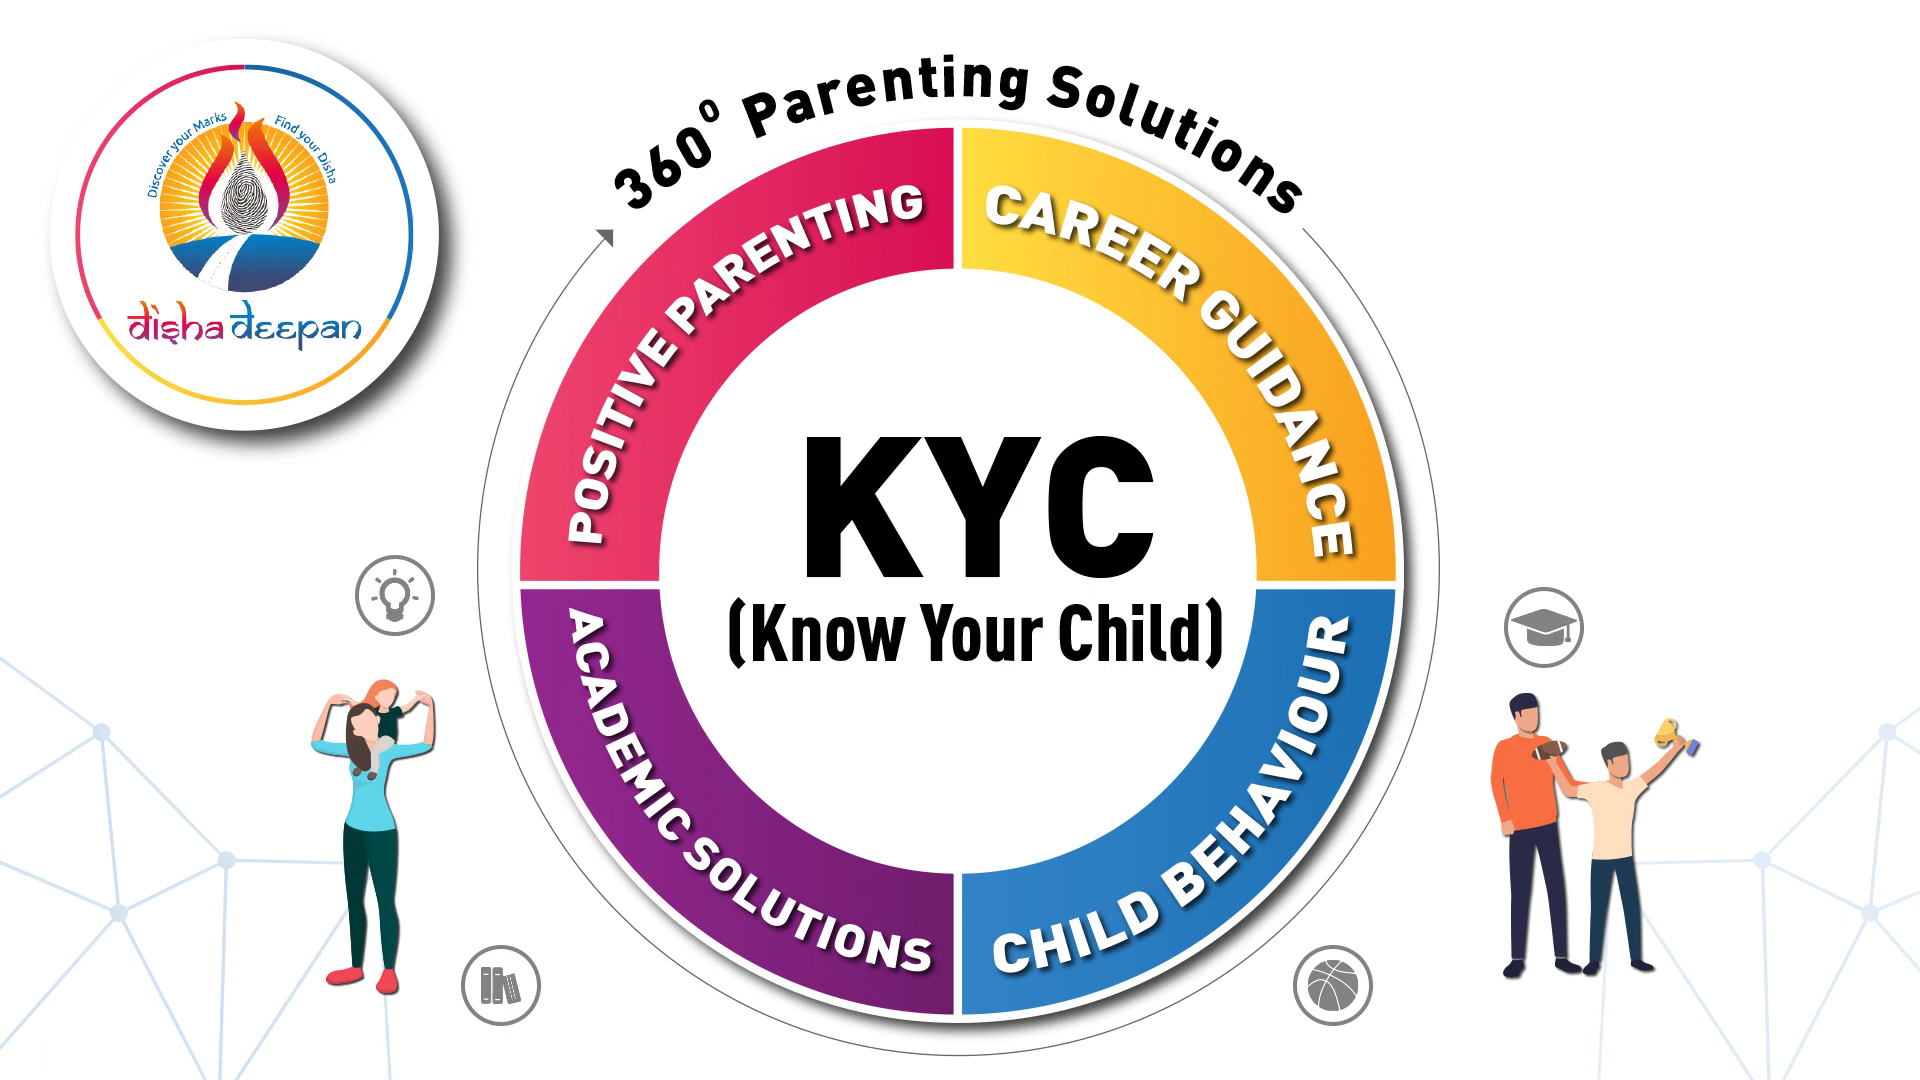 Discover your Marks
Find your Disha
disha deepan
360⁰ Parenting Solutions
POSITIVE PARENTING
CAREER GUIDANCE
KYC
(Know Your Child)
ACADEMIC SOLUTIONS
CHILD BEHAVIOUR